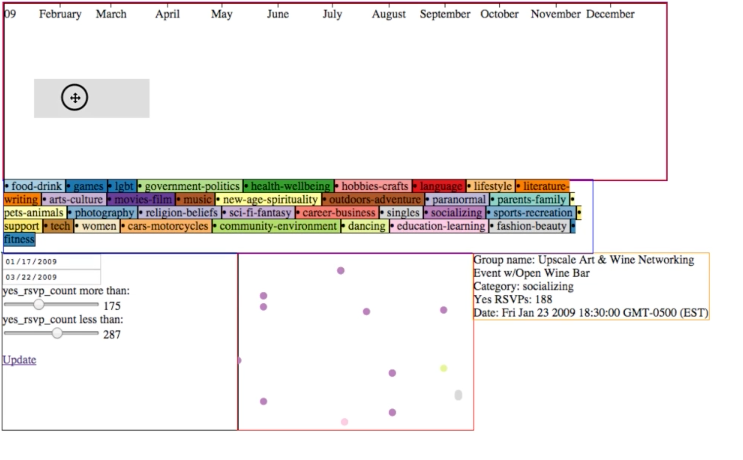 09 February March April May June July August September October November December
• food-drink • games • lgbt • government-politics • health-wellbeing • hobbies-crafts • language • lifestyle • literature-
writing • arts-culture • movies-film • music • new-age-spirituality • outdoors-adventure • paranormal • parents-family •
pets-animals • photography • religion-beliefs • sci-fi-fantasy • career-business • singles • socializing • sports-recreation •
support • tech • women • cars-motorcycles • community-environment • dancing • education-learning • fashion-beauty •
fitness
01/17/2009
03/22/2009
yes_rsvp_count more than:
175
yes_rsvp_count less than:
287
Update
Group name: Upscale Art & Wine Networking
Event w/Open Wine Bar
Category: socializing
Yes RSVPs: 188
Date: Fri Jan 23 2009 18:30:00 GMT-0500 (EST)